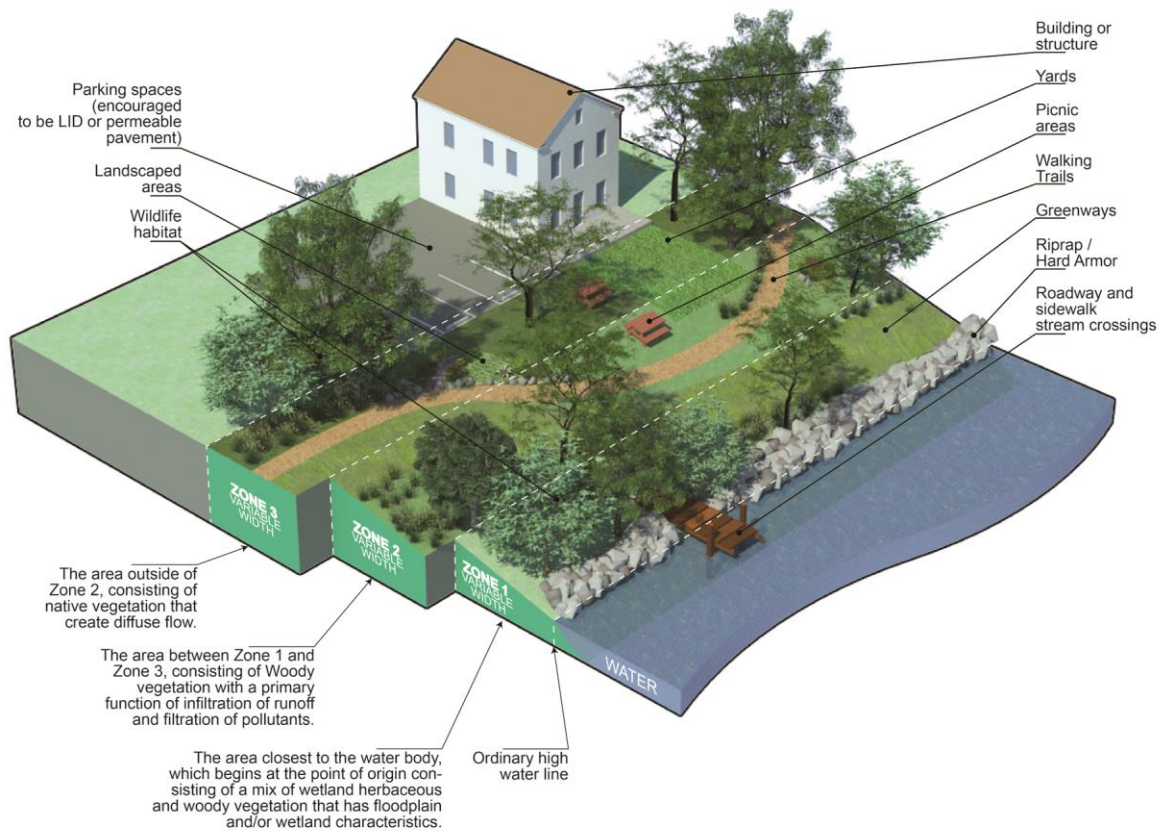 Parking spaces
(encouraged
to be LID or permeable
pavement)
Landscaped
areas
Wildlife
habitat
Building or
structure
Yards
Picnic
areas
Walking
Trails
Greenways
Riprap /
Hard Armor
Roadway and
sidewalk
stream crossings
ZONE 3
VARIABLE
WIDTH
ZONE 2
VARIABLE
WIDTH
ZONE 1
VARIABLE
WIDTH
WATER
The area outside of
Zone 2, consisting of
native vegetation that
create diffuse flow.
The area between Zone 1 and
Zone 3, consisting of Woody
vegetation with a primary
function of infiltration of runoff
and filtration of pollutants.
The area closest to the water body,
which begins at the point of origin con-
sisting of a mix of wetland herbaceous
and woody vegetation that has floodplain
and/or wetland characteristics.
Ordinary high
water line